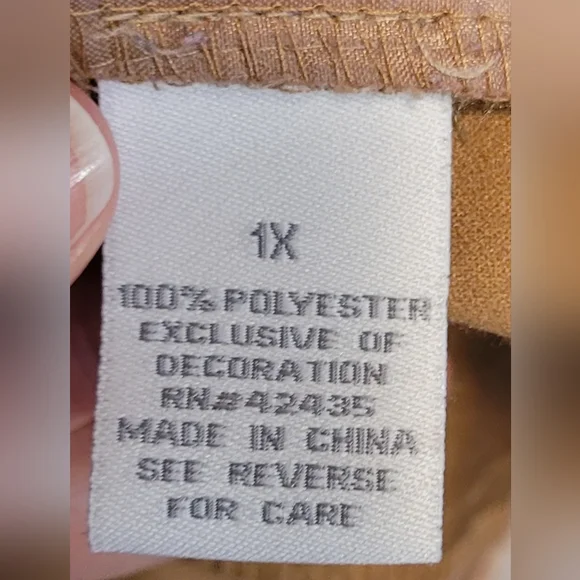 1X
100% POLYESTER
EXCLUSIVE OF
DECORATION
RN#42435
MADE IN CHINA
SEE REVERSE
FOR CARE